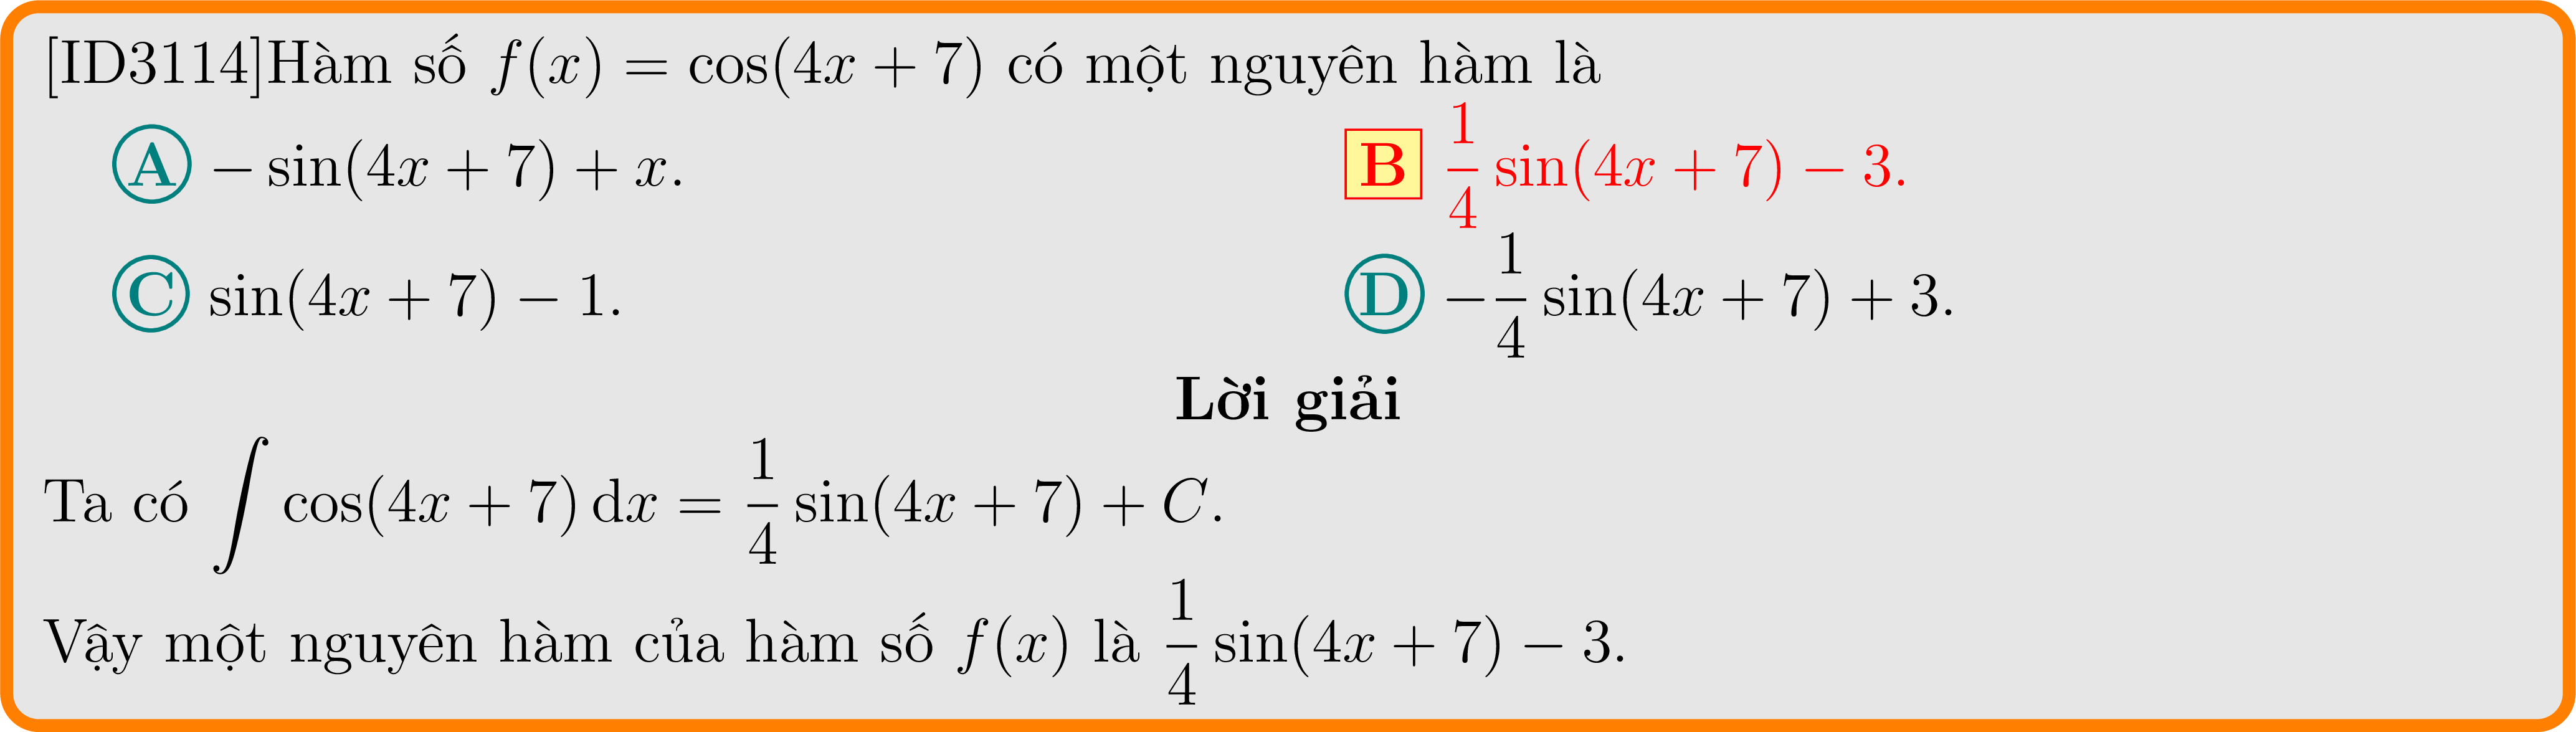 [ID3114]Hàm số f(x) = cos(4x + 7) có một nguyên hàm là
A − sin(4x + 7) + x.
B \frac{1}{4} sin(4x + 7) − 3.
C sin(4x + 7) − 1.
D −\frac{1}{4} sin(4x + 7) + 3.
Lời giải
Ta có ∫ cos(4x + 7) dx = \frac{1}{4} sin(4x + 7) + C.
Vậy một nguyên hàm của hàm số f(x) là \frac{1}{4} sin(4x + 7) − 3.